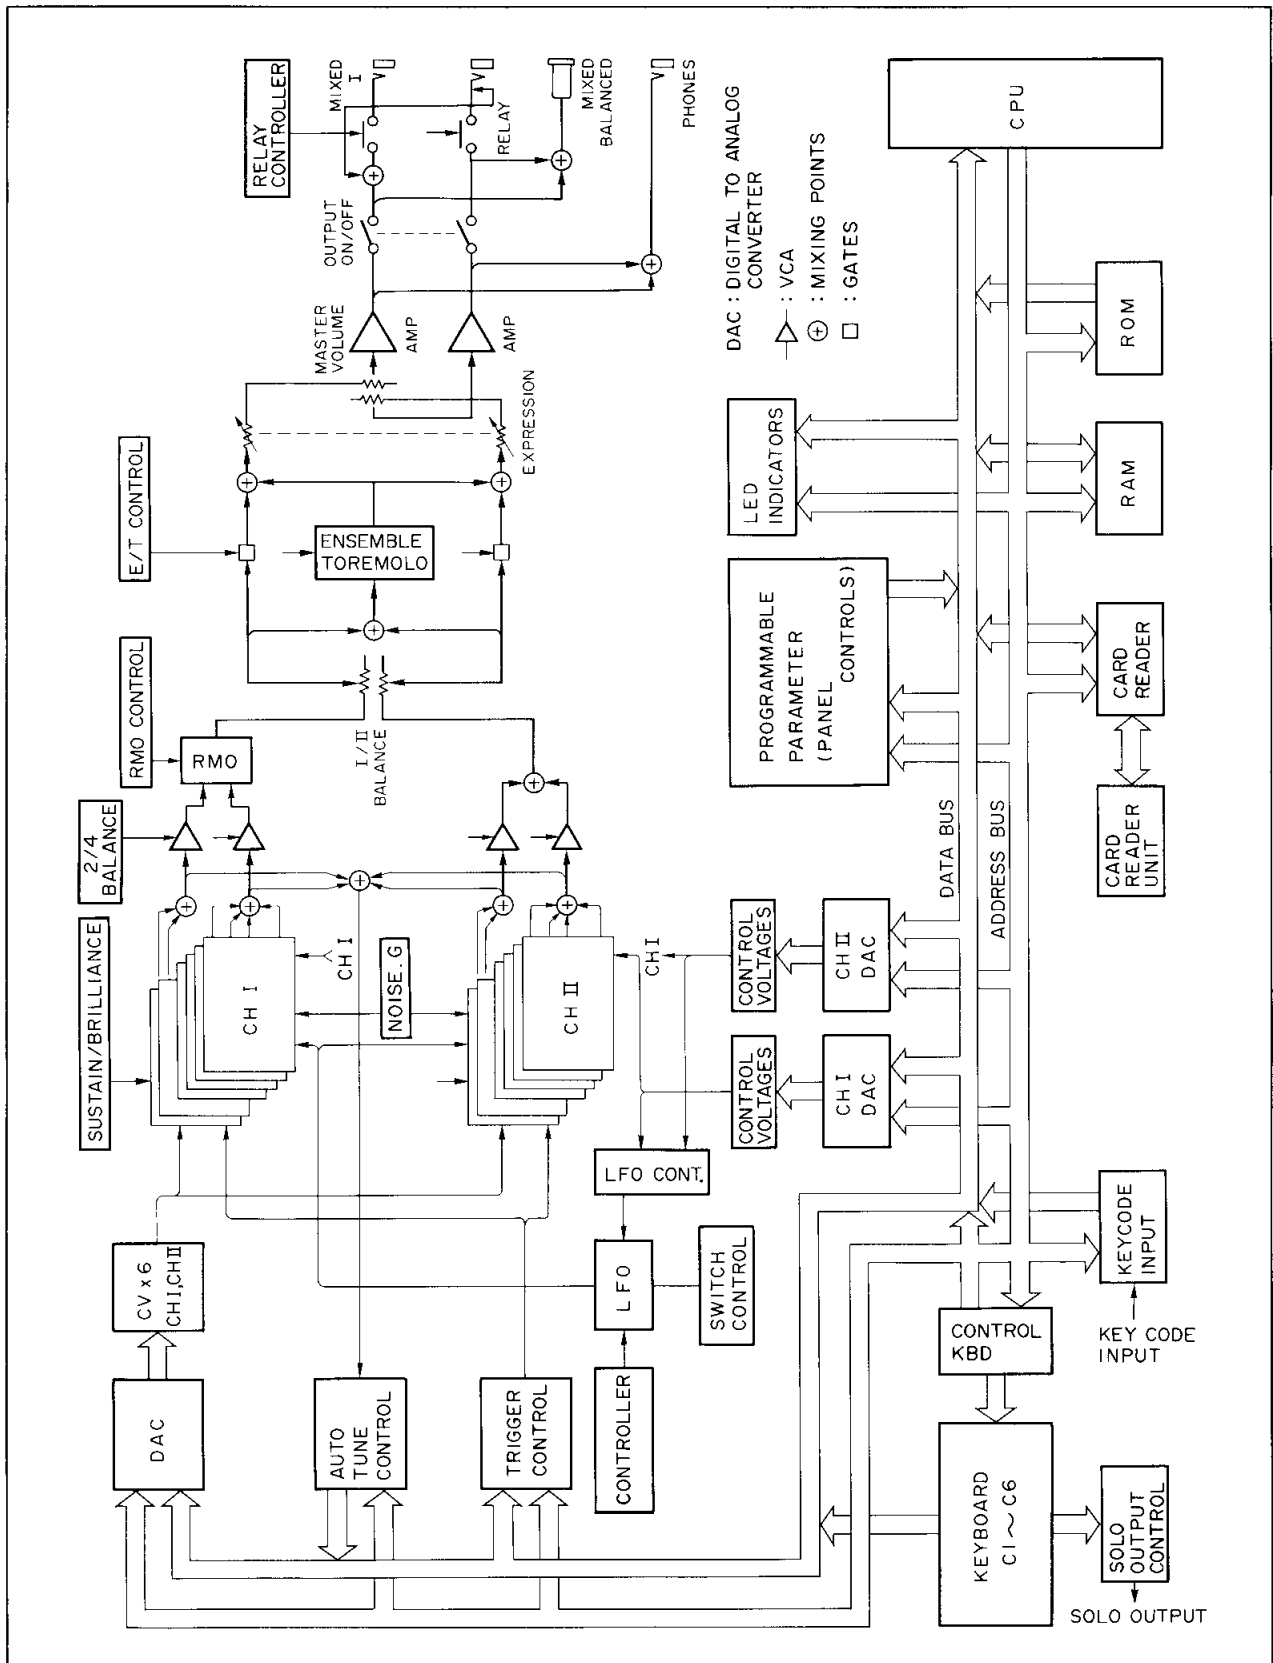 RELAY
CONTROLLER
MIXED
I
MIXED
BALANCED
PHONES
RELAY
OUTPUT
ON/OFF
MASTER
VOLUME
AMP
AMP
EXPRESSION
E/T CONTROL
ENSEMBLE
TOREMOLO
RMO CONTROL
RMO
I/II
BALANCE
2/4
BALANCE
SUSTAIN/BRILLIANCE
CH I
CH I
NOISE.G
CH II
CH I
CV x 6
CH I, CH II
DAC
AUTO
TUNE
CONTROL
TRIGGER
CONTROL
CONTROLLER
LFO
LFO CONT.
SWITCH
CONTROL
DAC : DIGITAL TO ANALOG
CONVERTER
: VCA
: MIXING POINTS
: GATES
CPU
ROM
RAM
LED
INDICATORS
PROGRAMMABLE
PARAMETER
(PANEL
CONTROLS)
CARD
READER
CARD
READER
UNIT
DATA BUS
ADDRESS BUS
CONTROL
VOLTAGES
CH II
DAC
CONTROL
VOLTAGES
CH I
DAC
KEYCODE
INPUT
KEY CODE
INPUT
CONTROL
KBD
KEYBOARD
C1~C6
SOLO
OUTPUT
CONTROL
SOLO OUTPUT